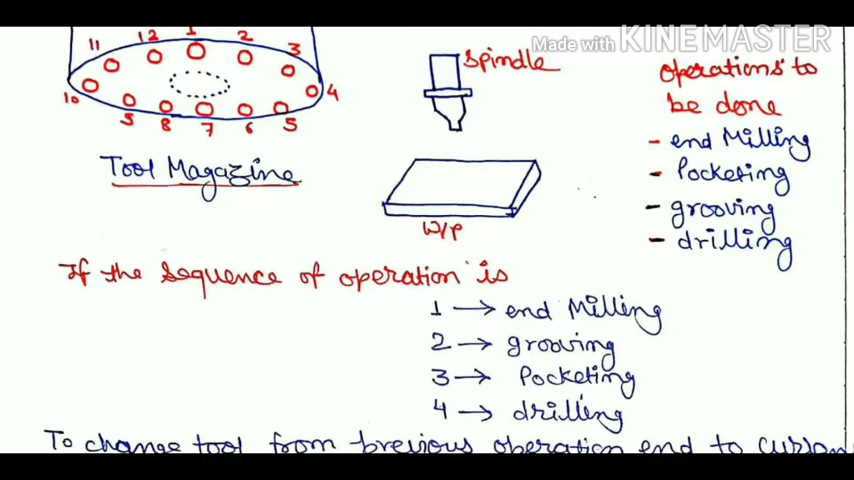 Made with KINEMASTER
11 12 1 2 3
10 4
9 8 7 6 5
Tool Magazine
Spindle
W/P
operations to
be done
- end Milling
- Pocketing
- grooving
- drilling
If the sequence of operation is
1 → end Milling
2 → grooving
3 → Pocketing
4 → drilling
To change tool from previous operation end to